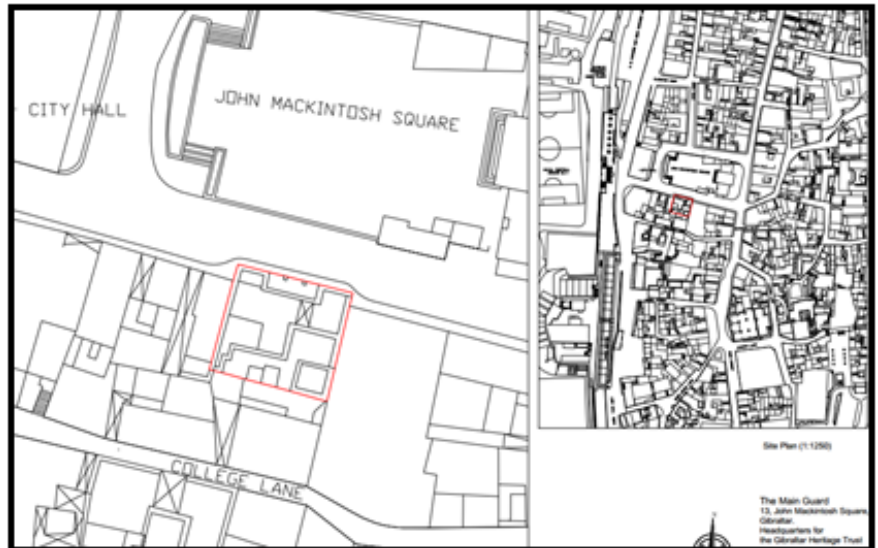 CITY HALL
JOHN MACKINTOSH SQUARE
COLLEGE LANE
Site Plan (1:1250)
The Main Guard
13, John Mackintosh Square,
Gibraltar.
Headquarters for
the Gibraltar Heritage Trust